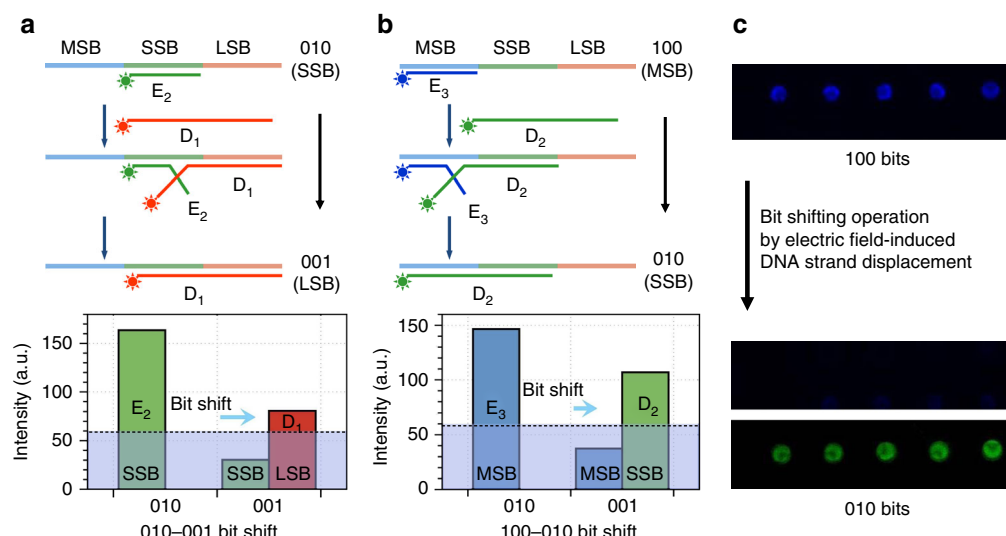 a
MSB SSB LSB 010
(SSB)
E2
D1
D1
E2
001
(LSB)
D1
Intensity (a.u.)
150
100
50
0
E2
Bit shift
D1
SSB SSB LSB
010 001
010–001 bit shift
b
MSB SSB LSB 100
(MSB)
E3
D2
D2
E3
010
(SSB)
D2
Intensity (a.u.)
150
100
50
0
E3
Bit shift
D2
MSB MSB SSB
010 001
100–010 bit shift
c
100 bits
Bit shifting operation
by electric field-induced
DNA strand displacement
010 bits